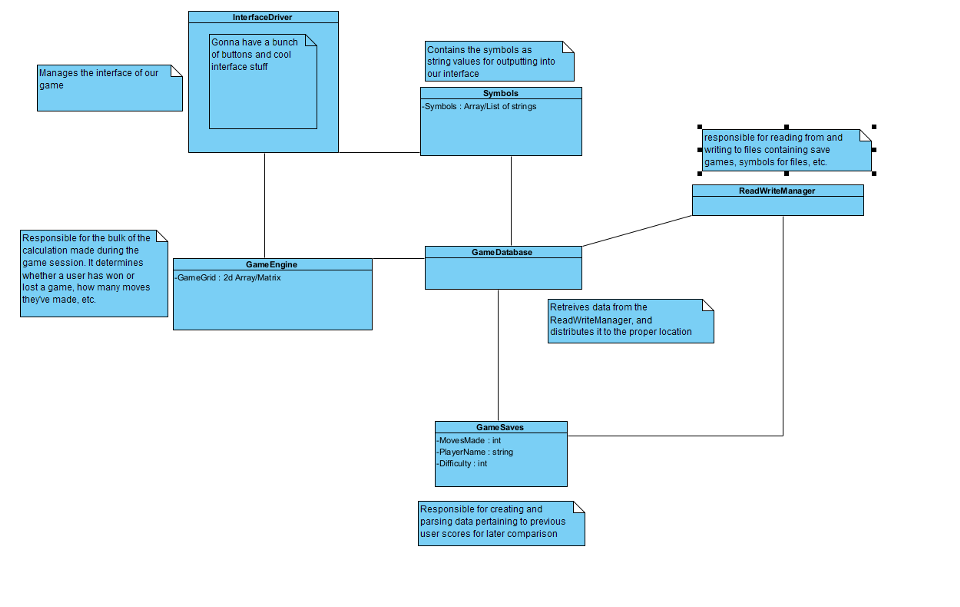 InterfaceDriver
Gonna have a bunch
of buttons and cool
interface stuff
Manages the interface of our
game
Contains the symbols as
string values for outputting into
our interface
Symbols
-Symbols : Array/List of strings
responsible for reading from and
writing to files containing save
games, symbols for files, etc.
ReadWriteManager
Responsible for the bulk of the
calculation made during the
game session. It determines
whether a user has won or
lost a game, how many moves
they've made, etc.
GameEngine
-GameGrid : 2d Array/Matrix
GameDatabase
Retreives data from the
ReadWriteManager, and
distributes it to the proper location
GameSaves
-MovesMade : int
-PlayerName : string
-Difficulty : int
Responsible for creating and
parsing data pertaining to previous
user scores for later comparison